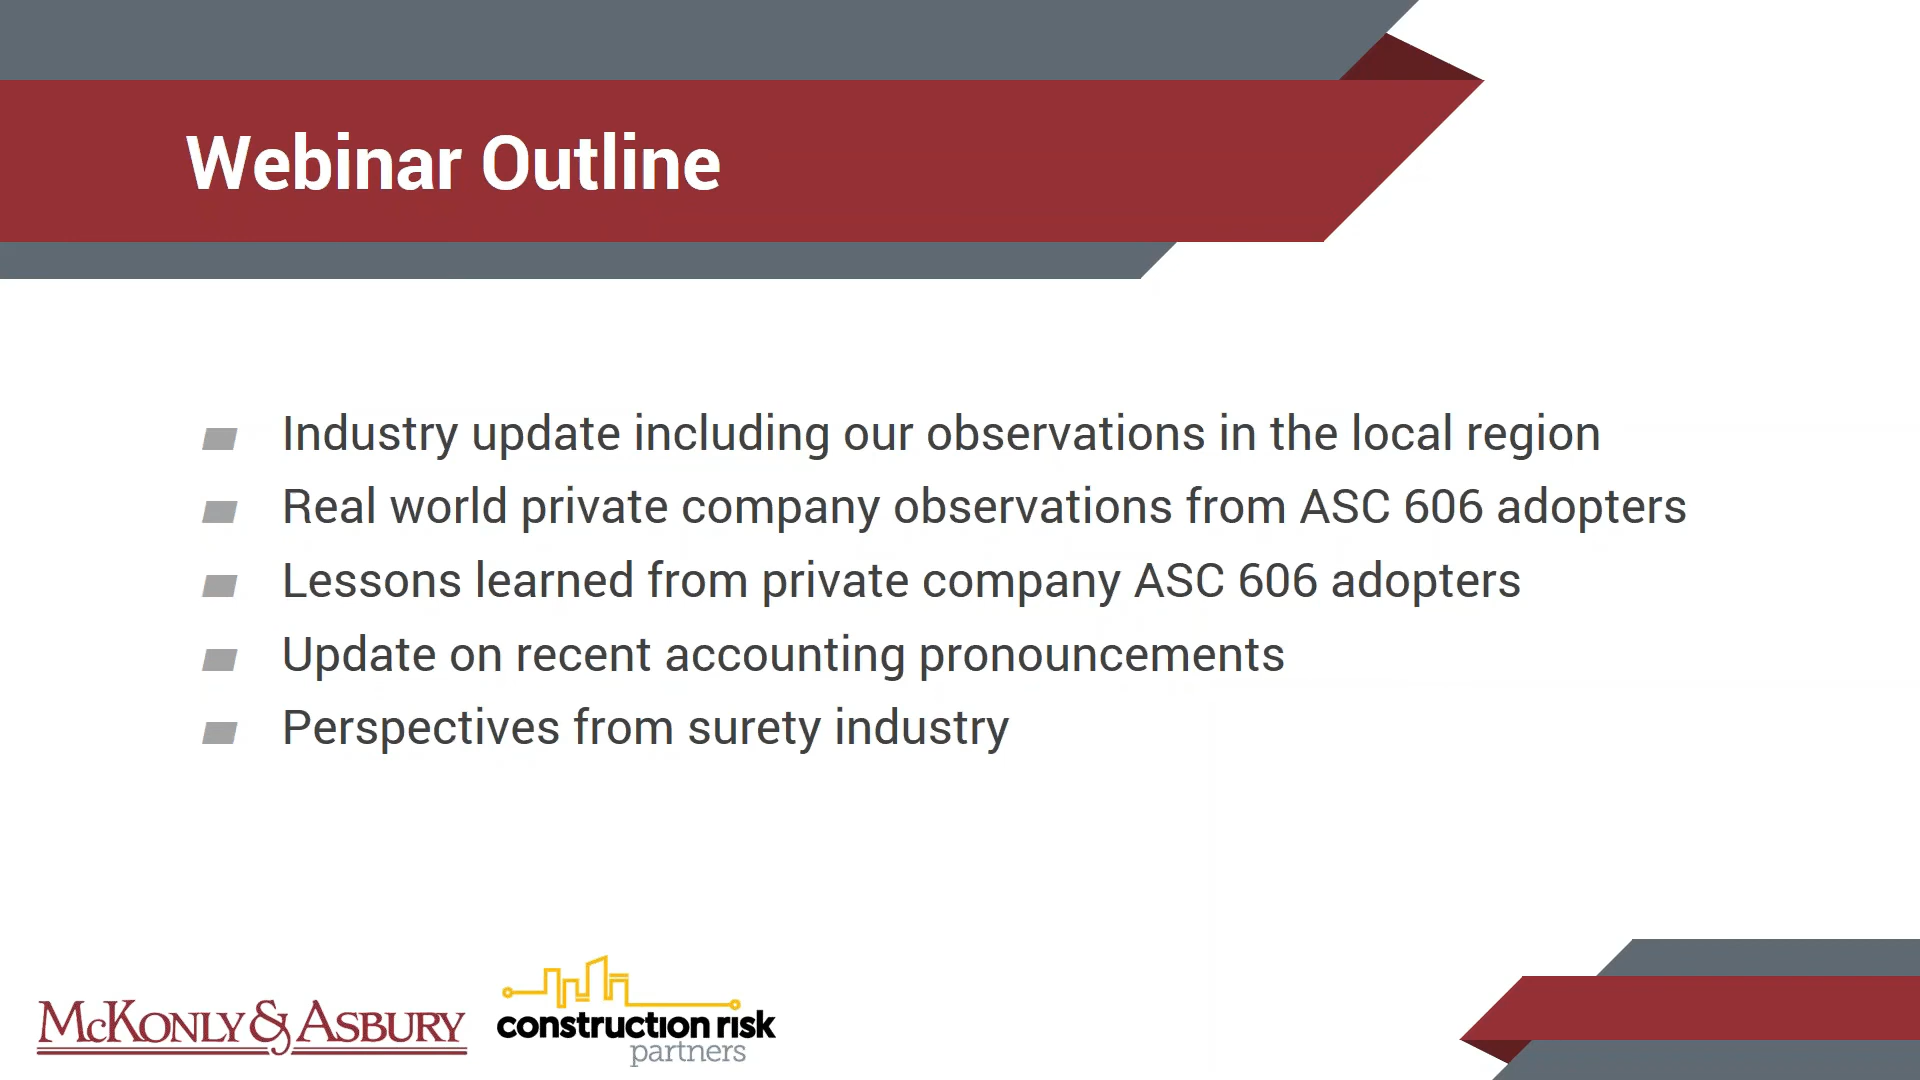 Webinar Outline
Industry update including our observations in the local region
Real world private company observations from ASC 606 adopters
Lessons learned from private company ASC 606 adopters
Update on recent accounting pronouncements
Perspectives from surety industry
McKonly & Asbury
construction risk
partners